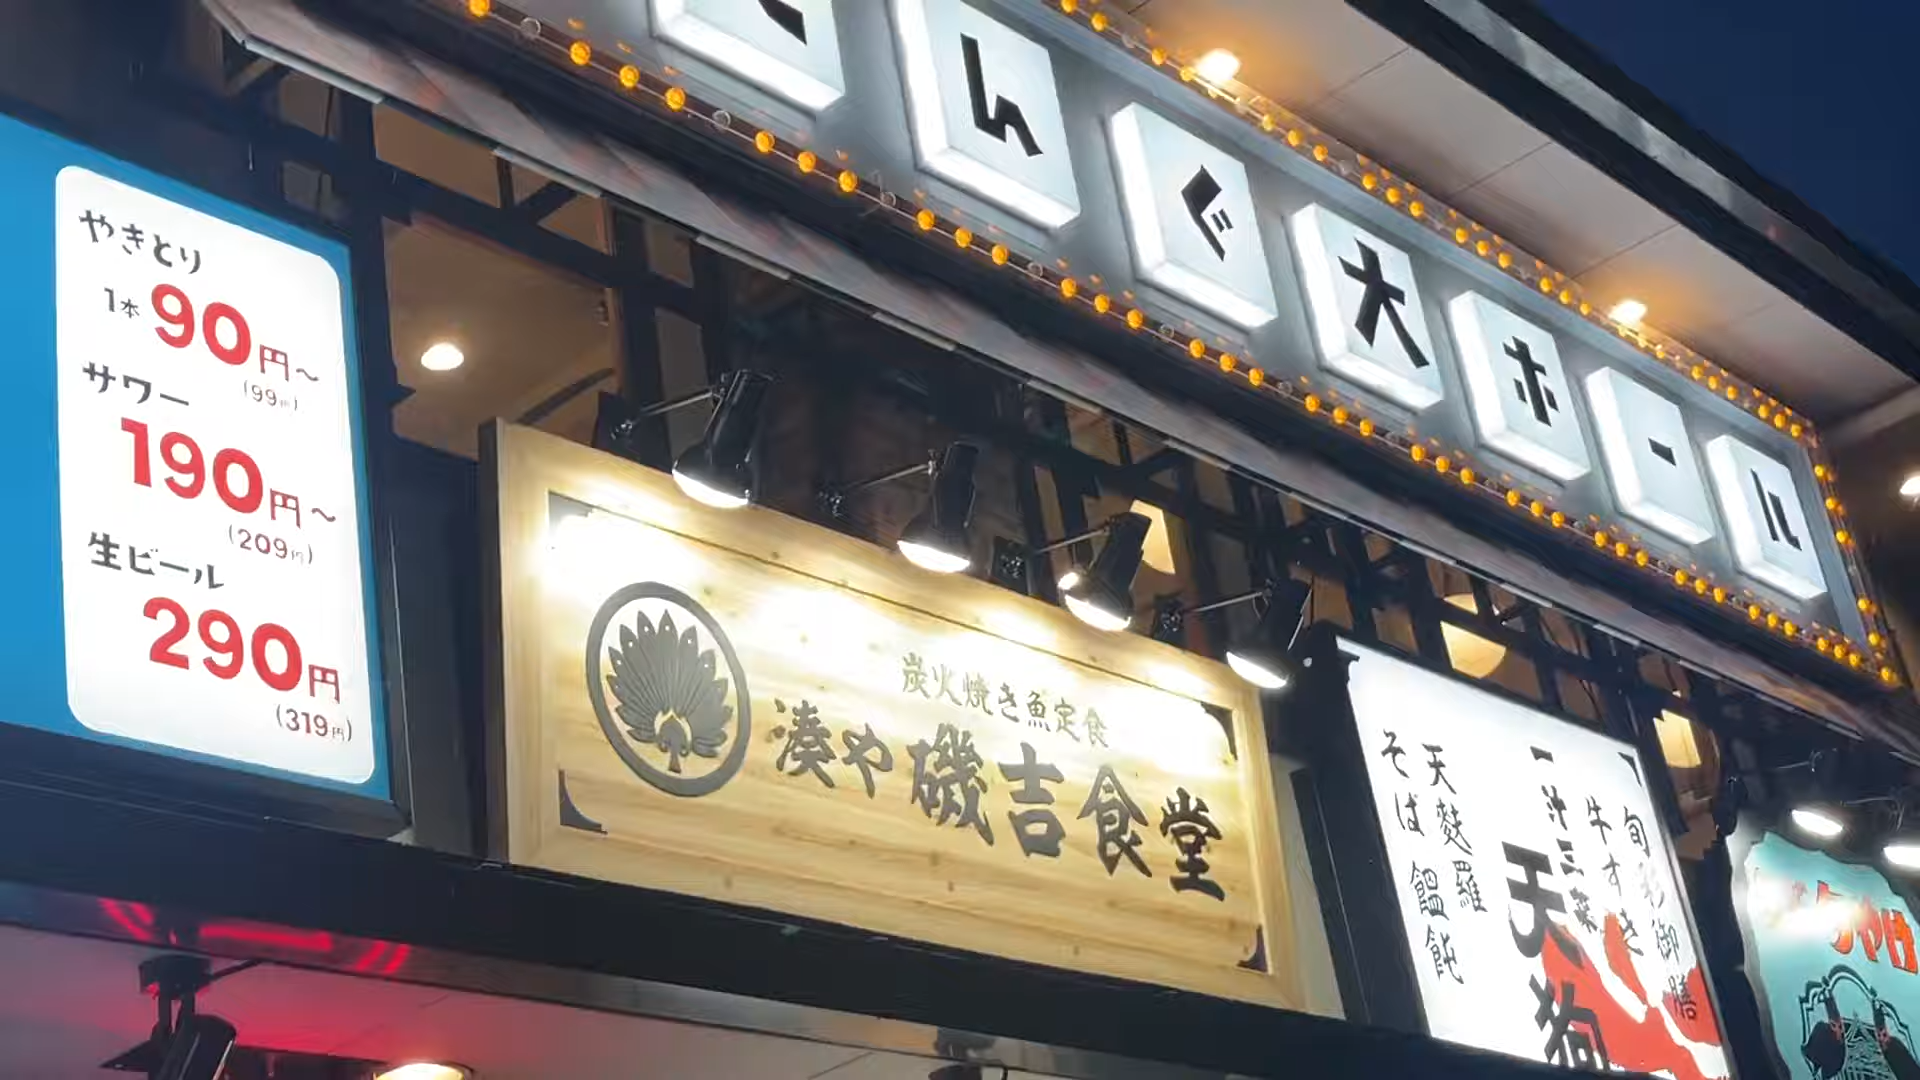 んぐ大ホール
やきとり
1本90円~
(99円)
サワー
190円~
(209円)
生ビール
290円
(319円)
炭火焼き魚定食
湊や磯吉食堂
旬彩御膳
牛すき
一汁三菜
天狗
天麩羅
そば 饂飩
夕やけ